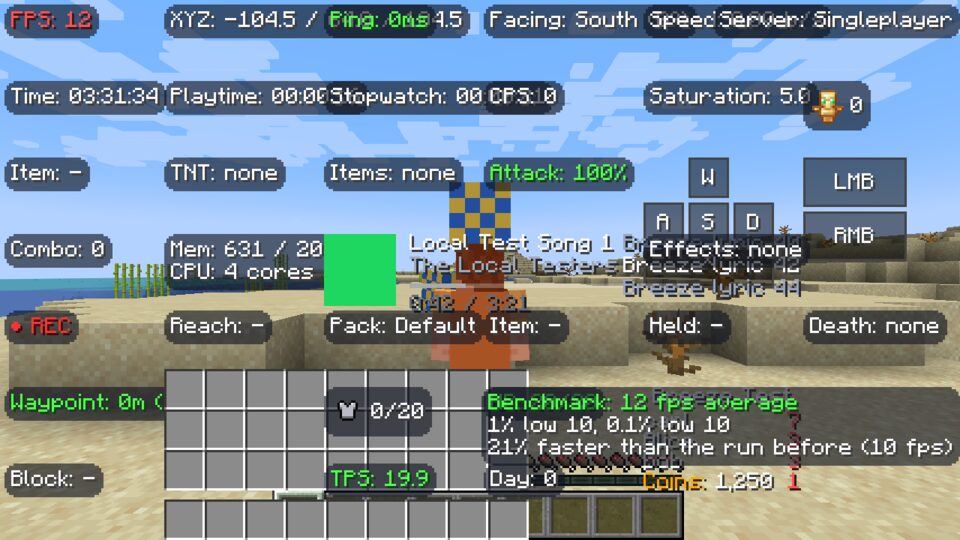 FPS: 12
XYZ: -104.5 /
Ping: 0ms
4.5
Facing: South
Speed
Server: Singleplayer
Time: 03:31:34
Playtime: 00:00
Stopwatch: 00:
CPS:
0
Saturation: 5.0
0
Item: -
TNT: none
Items: none
Attack: 100%
W
LMB
A
S
D
RMB
Combo: 0
Mem: 631 / 20
CPU: 4 cores
Local Test Song 1
The Local Testers
0:42 / 3:21
Effects: none
Breeze lyric 42
Breeze lyric 44
REC
Reach: -
Pack: Default
Item: -
Held: -
Death: none
Waypoint: 0m (
0/20
Benchmark: 12 fps average
1% low 10, 0.1% low 10
21% faster than the run before (10 fps)
Block: -
TPS: 19.9
Day: 0
Coins: 1,250
1